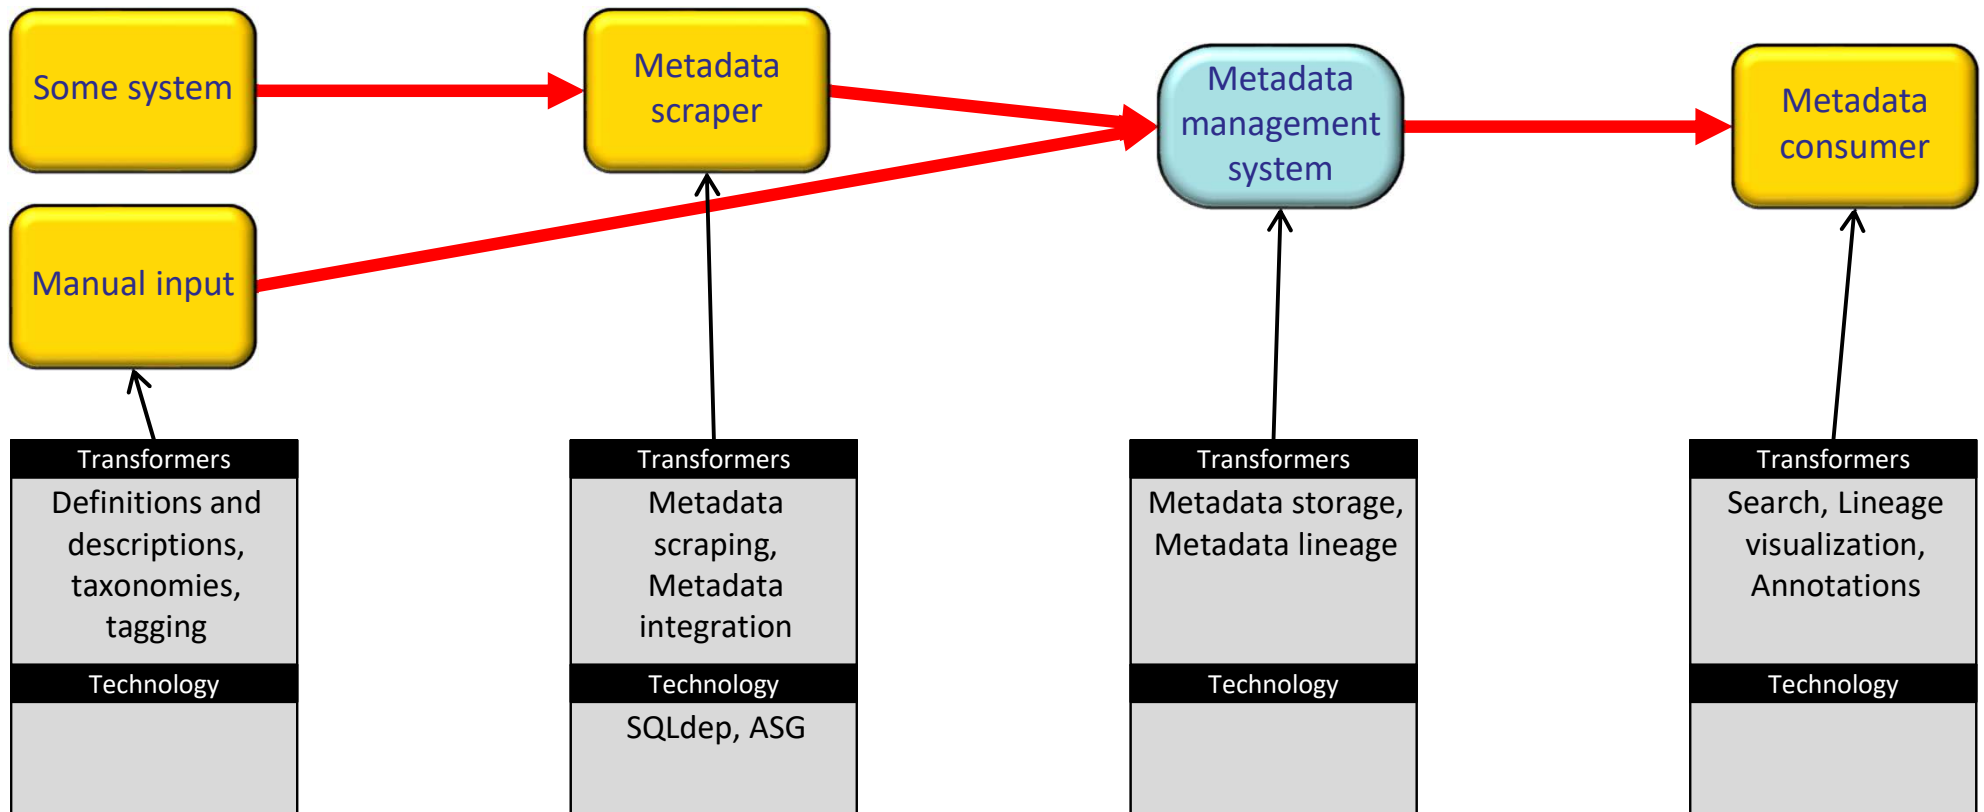 Some system
Metadata
scraper
Metadata
management
system
Metadata
consumer
Manual input
Transformers
Definitions and
descriptions,
taxonomies,
tagging
Technology
Transformers
Metadata
scraping,
Metadata
integration
Technology
SQLdep, ASG
Transformers
Metadata storage,
Metadata lineage
Technology
Transformers
Search, Lineage
visualization,
Annotations
Technology